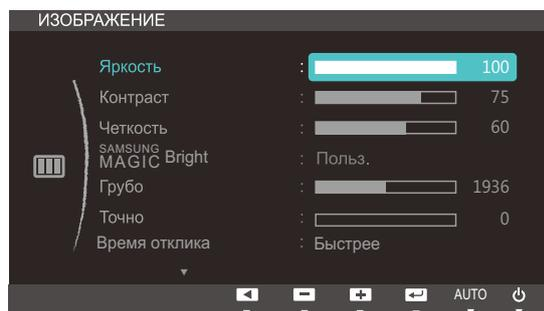 ИЗОБРАЖЕНИЕ
Яркость : 100
Контраст : 75
Четкость : 60
SAMSUNG MAGIC Bright : Польз.
Грубо : 1936
Точно : 0
Время отклика : Быстрее
AUTO